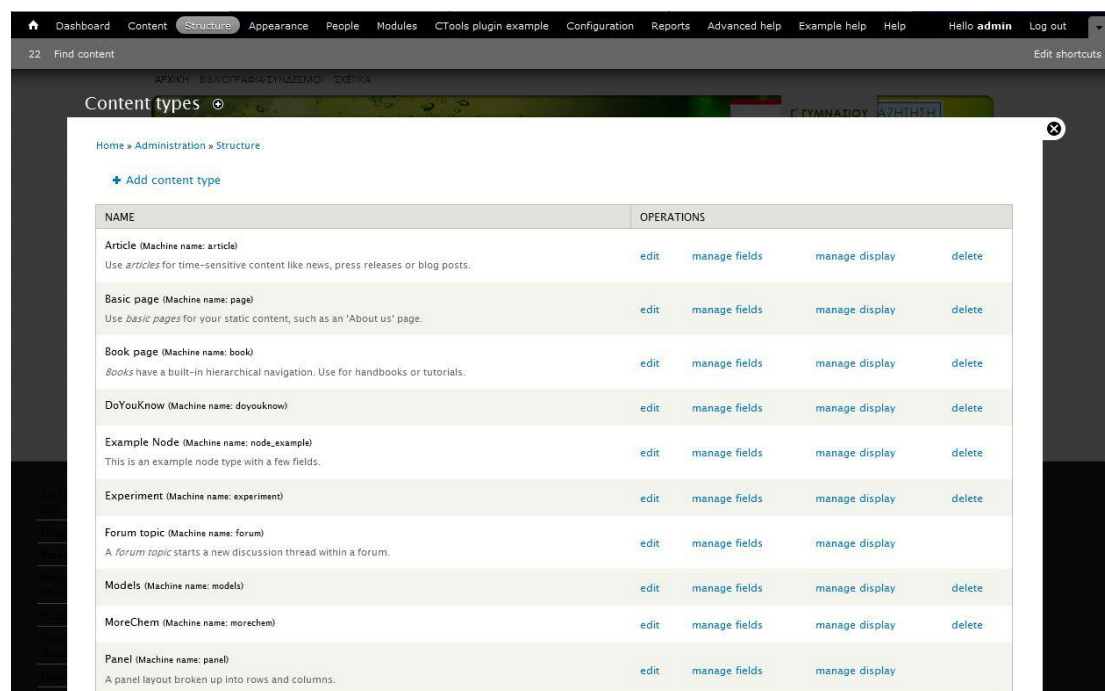 Dashboard Content Structure Appearance People Modules CTools plugin example Configuration Reports Advanced help Example help Help Hello admin Log out
22 Find content Edit shortcuts
ΑΡΧΙΚΗ ΒΙΒΛΙΟΓΡΑΦΙΑ-ΣΥΝΔΕΣΜΟΙ ΣΧΕΤΙΚΑ
Content types
Γ' ΓΥΜΝΑΣΙΟΥ ΑΖΗΤΗΣΗ
Home » Administration » Structure
Add content type
NAME OPERATIONS
Article (Machine name: article)
Use articles for time-sensitive content like news, press releases or blog posts.
edit manage fields manage display delete
Basic page (Machine name: page)
Use basic pages for your static content, such as an 'About us' page.
edit manage fields manage display delete
Book page (Machine name: book)
Books have a built-in hierarchical navigation. Use for handbooks or tutorials.
edit manage fields manage display delete
DoYouKnow (Machine name: doyouknow) edit manage fields manage display delete
Example Node (Machine name: node_example)
This is an example node type with a few fields.
edit manage fields manage display delete
Experiment (Machine name: experiment) edit manage fields manage display delete
Forum topic (Machine name: forum)
A forum topic starts a new discussion thread within a forum.
edit manage fields manage display
Models (Machine name: models) edit manage fields manage display delete
MoreChem (Machine name: morechem) edit manage fields manage display delete
Panel (Machine name: panel)
A panel layout broken up into rows and columns.
edit manage fields manage display